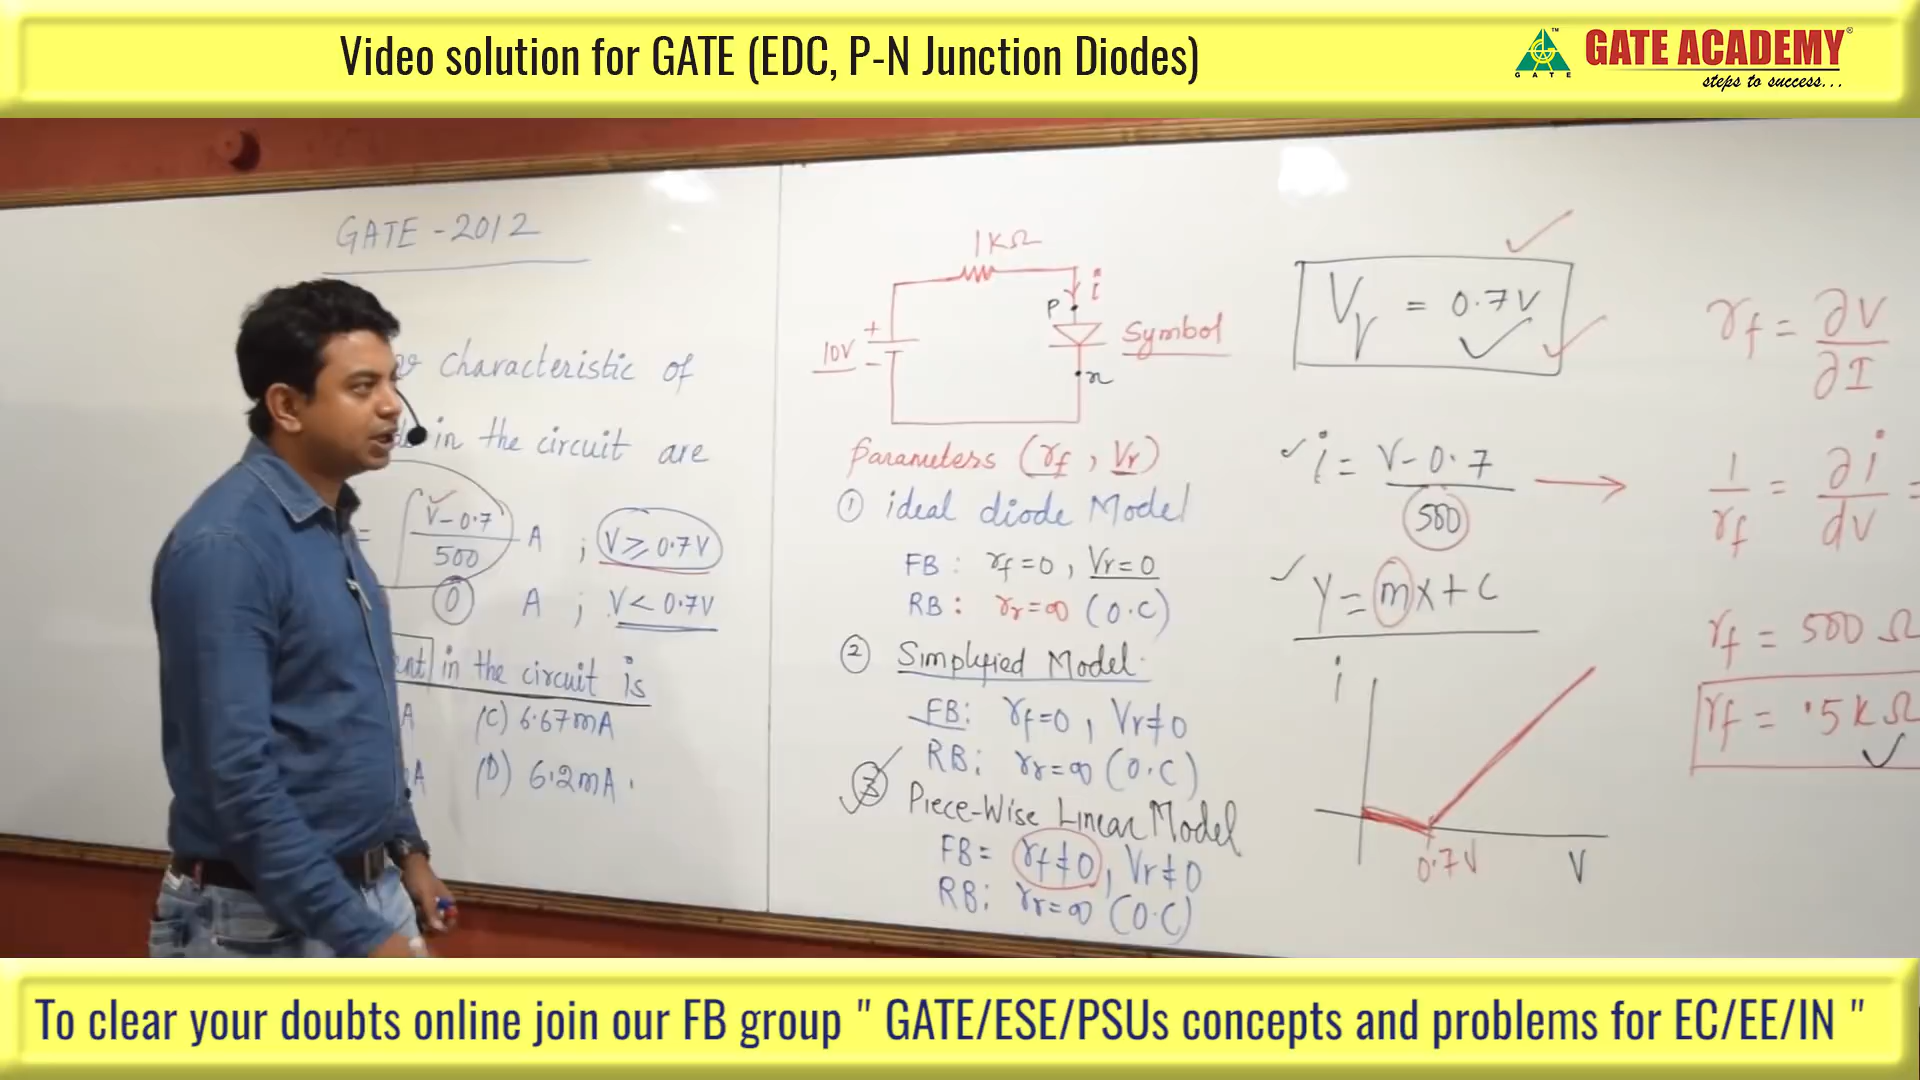 Video solution for GATE (EDC, P-N Junction Diodes)
GATE
GATE ACADEMY
steps to success...
GATE - 2012
characteristic of
in the circuit are
= V-0.7 / 500 A ; V ≥ 0.7V
0 A ; V < 0.7V
in the circuit is
A (C) 6.67mA
A (D) 6.2mA.
1KΩ
i
P
10V + -
Symbol
n
Parameters (rf, Vr)
① ideal diode Model
FB: rf=0, Vr=0
RB: rr=∞ (O.C)
② Simplyfied Model.
FB: rf=0, Vr≠0
RB: rr=∞ (O.C)
③ Piece-Wise Linear Model
FB= rf≠0, Vr≠0
RB: rr=∞ (O.C)
Vγ = 0.7V
i = V-0.7 / 500
Y = mx + c
i
0.7V
V
rf = ∂V / ∂I
1 / rf = ∂i / dV =
rf = 500 Ω
rf = .5KΩ
To clear your doubts online join our FB group " GATE/ESE/PSUs concepts and problems for EC/EE/IN "